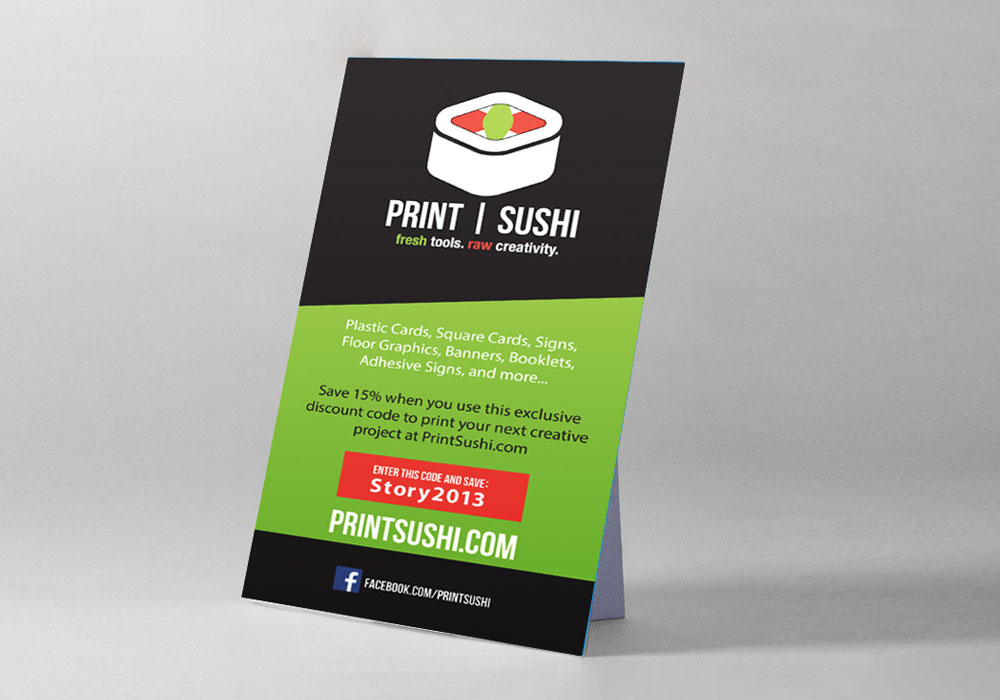 PRINT | SUSHI
fresh tools. raw creativity.
Plastic Cards, Square Cards, Signs,
Floor Graphics, Banners, Booklets,
Adhesive Signs, and more...
Save 15% when you use this exclusive
discount code to print your next creative
project at PrintSushi.com
ENTER THIS CODE AND SAVE:
Story2013
PRINTSUSHI.COM
f FACEBOOK.COM/PRINTSUSHI